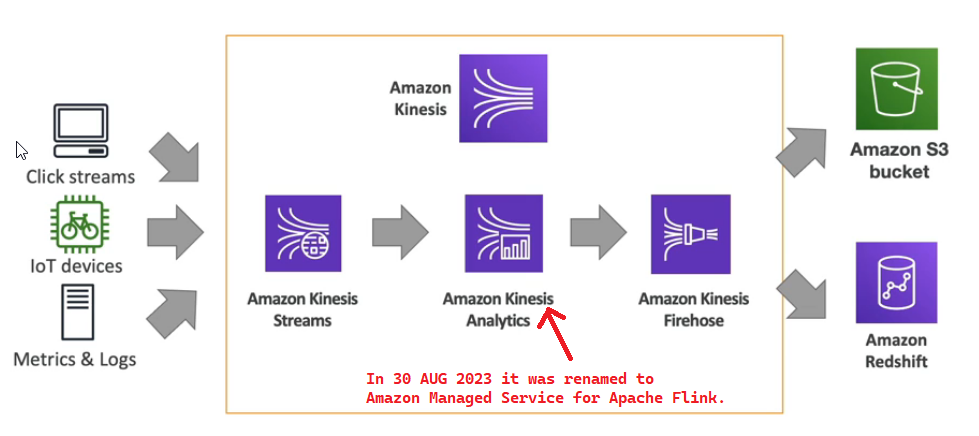 Amazon
Kinesis
Click streams
IoT devices
Metrics & Logs
Amazon Kinesis
Streams
Amazon Kinesis
Analytics
Amazon Kinesis
Firehose
In 30 AUG 2023 it was renamed to
Amazon Managed Service for Apache Flink.
Amazon S3
bucket
Amazon
Redshift